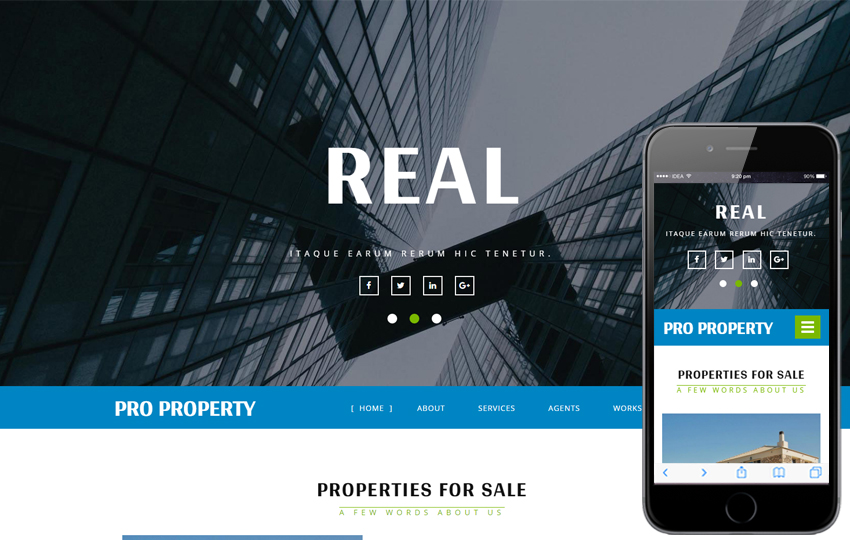 REAL
ITAQUE EARUM RERUM HIC TENETUR.
PRO PROPERTY
[ HOME ] ABOUT SERVICES AGENTS WORKS
PROPERTIES FOR SALE
A FEW WORDS ABOUT US
IDEA 9:20 pm 90%
REAL
ITAQUE EARUM RERUM HIC TENETUR.
PRO PROPERTY
PROPERTIES FOR SALE
A FEW WORDS ABOUT US